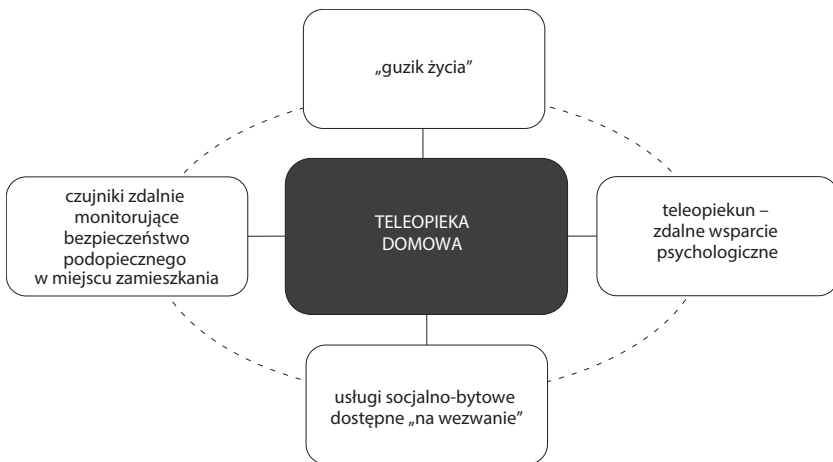 „guzik życia”
czujniki zdalnie
monitorujące
bezpieczeństwo
podopiecznego
w miejscu zamieszkania
TELEOPIEKA
DOMOWA
teleopiekun –
zdalne wsparcie
psychologiczne
usługi socjalno-bytowe
dostępne „na wezwanie”